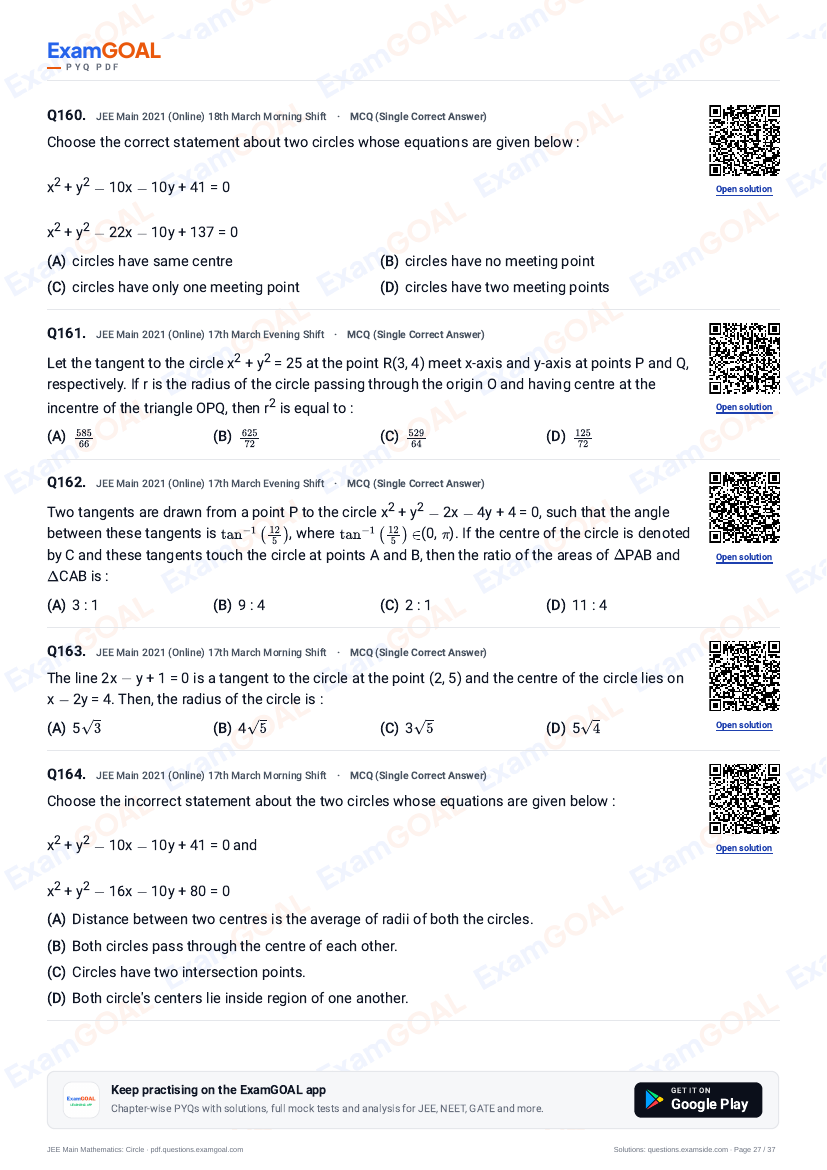 ExamGOAL
PYQ PDF
Q160. JEE Main 2021 (Online) 18th March Morning Shift · MCQ (Single Correct Answer)
Choose the correct statement about two circles whose equations are given below :
x² + y² − 10x − 10y + 41 = 0
x² + y² − 22x − 10y + 137 = 0
(A) circles have same centre (B) circles have no meeting point
(C) circles have only one meeting point (D) circles have two meeting points
Open solution
Q161. JEE Main 2021 (Online) 17th March Evening Shift · MCQ (Single Correct Answer)
Let the tangent to the circle x² + y² = 25 at the point R(3, 4) meet x-axis and y-axis at points P and Q,
respectively. If r is the radius of the circle passing through the origin O and having centre at the
incentre of the triangle OPQ, then r² is equal to :
(A) 585/66 (B) 625/72 (C) 529/64 (D) 125/72
Open solution
Q162. JEE Main 2021 (Online) 17th March Evening Shift · MCQ (Single Correct Answer)
Two tangents are drawn from a point P to the circle x² + y² − 2x − 4y + 4 = 0, such that the angle
between these tangents is tan⁻¹ (12/5), where tan⁻¹ (12/5) ∈(0, π). If the centre of the circle is denoted
by C and these tangents touch the circle at points A and B, then the ratio of the areas of ΔPAB and
ΔCAB is :
(A) 3 : 1 (B) 9 : 4 (C) 2 : 1 (D) 11 : 4
Open solution
Q163. JEE Main 2021 (Online) 17th March Morning Shift · MCQ (Single Correct Answer)
The line 2x − y + 1 = 0 is a tangent to the circle at the point (2, 5) and the centre of the circle lies on
x − 2y = 4. Then, the radius of the circle is :
(A) 5√3 (B) 4√5 (C) 3√5 (D) 5√4
Open solution
Q164. JEE Main 2021 (Online) 17th March Morning Shift · MCQ (Single Correct Answer)
Choose the incorrect statement about the two circles whose equations are given below :
x² + y² − 10x − 10y + 41 = 0 and
x² + y² − 16x − 10y + 80 = 0
(A) Distance between two centres is the average of radii of both the circles.
(B) Both circles pass through the centre of each other.
(C) Circles have two intersection points.
(D) Both circle's centers lie inside region of one another.
Open solution
Keep practising on the ExamGOAL app
Chapter-wise PYQs with solutions, full mock tests and analysis for JEE, NEET, GATE and more.
ExamGOAL
GET IT ON
Google Play
JEE Main Mathematics: Circle · pdf.questions.examgoal.com Solutions: questions.examside.com · Page 27 / 37